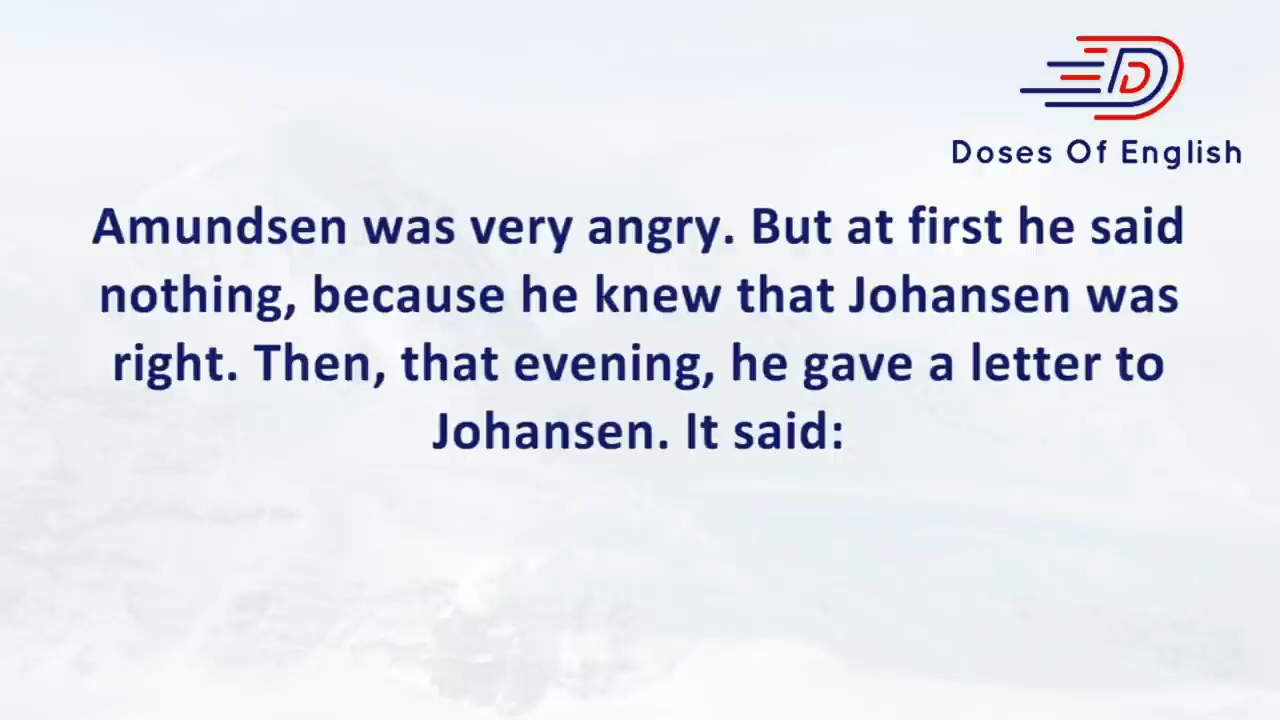 Doses Of English
Amundsen was very angry. But at first he said
nothing, because he knew that Johansen was
right. Then, that evening, he gave a letter to
Johansen. It said: